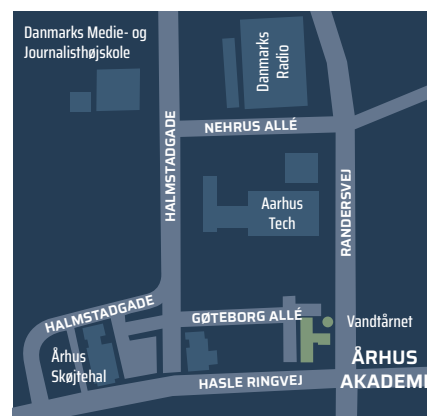 Danmarks Medie- og
Journalisthøjskole
Danmarks
Radio
NEHRUS ALLÉ
HALMSTADGADE
RANDERSVEJ
Aarhus
Tech
HALMSTADGADE
GØTEBORG ALLÉ
Vandtårnet
Århus
Skøjtehal
HASLE RINGVEJ
ÅRHUS
AKADEMI